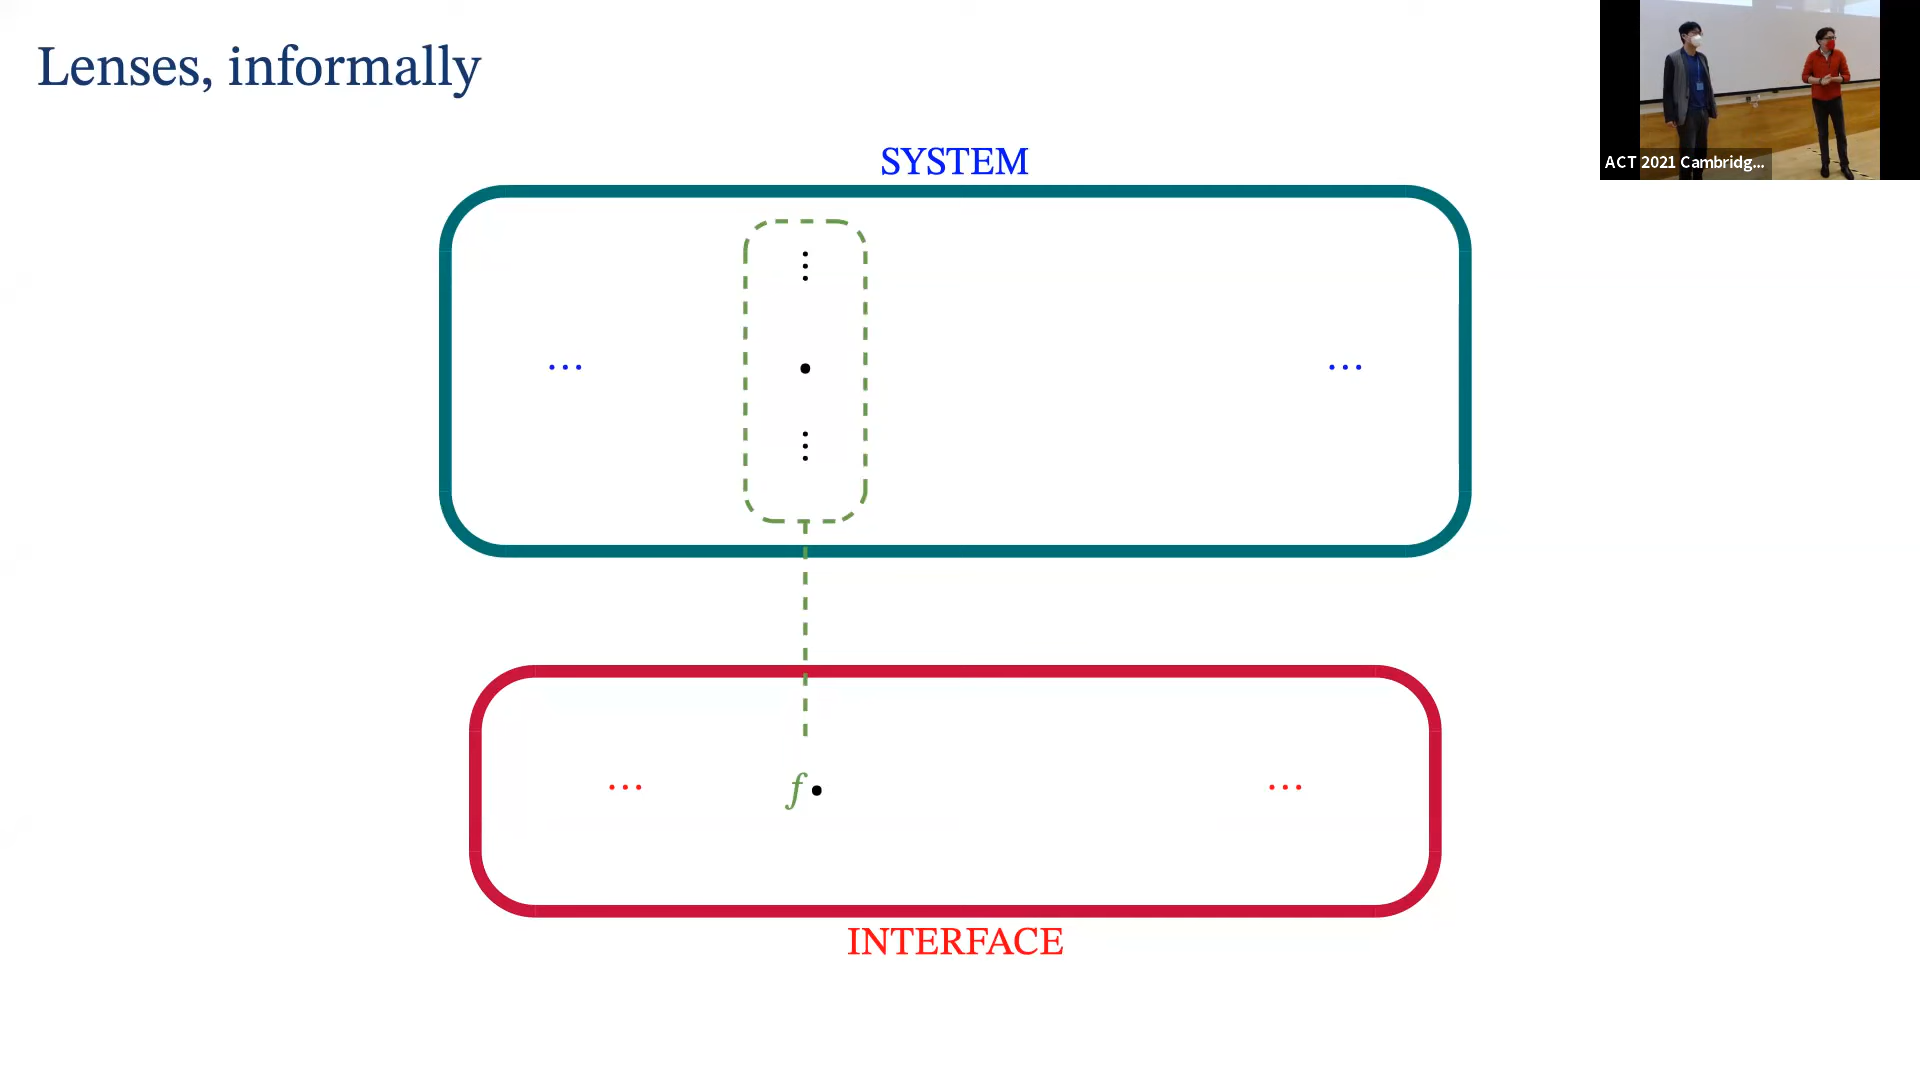 Lenses, informally
ACT 2021 Cambridg...
SYSTEM
⋮
... • ...
⋮
... f• ...
INTERFACE